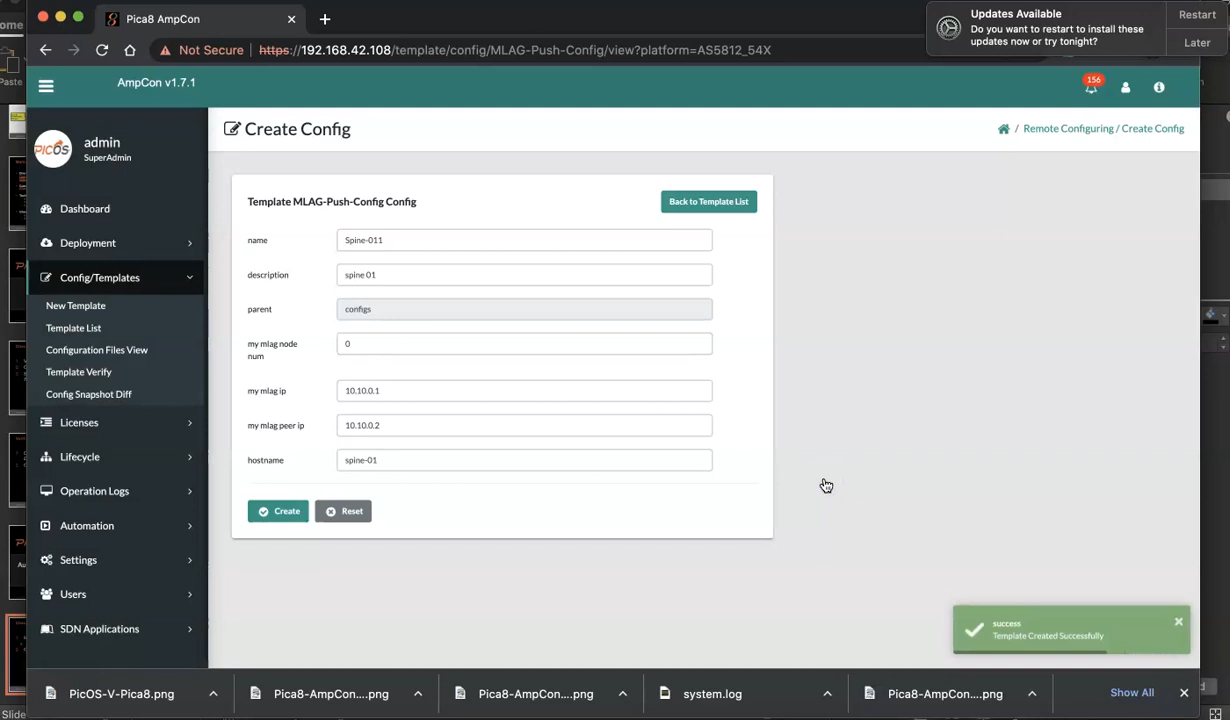 Pica8 AmpCon
Updates Available
Do you want to restart to install these
updates now or try tonight?
Restart
Later
ome
Paste
Not Secure
https://192.168.42.108/template/config/MLAG-Push-Config/view?platform=AS5812_54X
AmpCon v1.7.1
156
PICOS
admin
SuperAdmin
Dashboard
Deployment
Config/Templates
New Template
Template List
Configuration Files View
Template Verify
Config Snapshot Diff
Licenses
Lifecycle
Operation Logs
Automation
Settings
Users
SDN Applications
Create Config
/ Remote Configuring / Create Config
Template MLAG-Push-Config Config
Back to Template List
name
Spine-011
description
spine 01
parent
configs
my mlag node
num
0
my mlag ip
10.10.0.1
my mlag peer ip
10.10.0.2
hostname
spine-01
Create
Reset
success
Template Created Successfully
PicOS-V-Pica8.png
Pica8-AmpCon....png
Pica8-AmpCon....png
system.log
Pica8-AmpCon....png
Show All
Slide